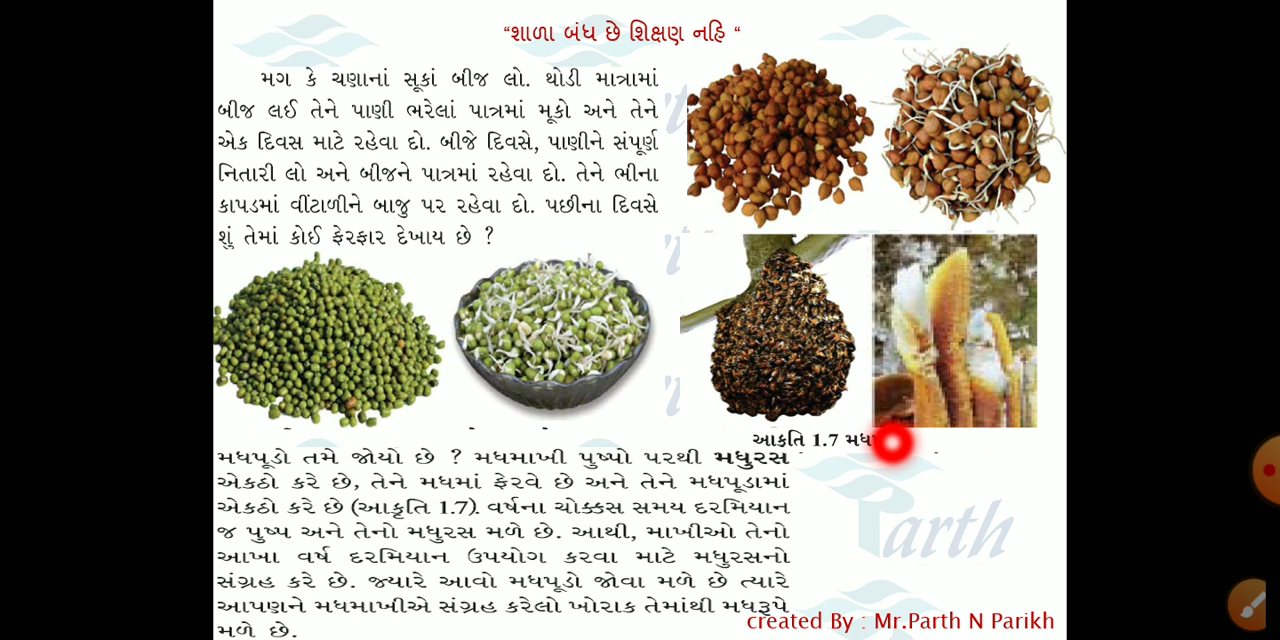 “શાળા બંધ છે શિક્ષણ નહિ “
મગ કે ચણાનાં સૂકાં બીજ લો. થોડી માત્રામાં
બીજ લઈ તેને પાણી ભરેલાં પાત્રમાં મૂકો અને તેને
એક દિવસ માટે રહેવા દો. બીજે દિવસે, પાણીને સંપૂર્ણ
નિતારી લો અને બીજને પાત્રમાં રહેવા દો. તેને ભીના
કાપડમાં વીંટાળીને બાજુ પર રહેવા દો. પછીના દિવસે
શું તેમાં કોઈ ફેરફાર દેખાય છે ?
આકૃતિ 1.7
મધપૂડો તમે જોયો છે ? મધમાખી પુષ્પો પરથી મધુરસ
એકઠો કરે છે, તેને મધમાં ફેરવે છે અને તેને મધપૂડામાં
એકઠો કરે છે (આકૃતિ 1.7). વર્ષના ચોક્કસ સમય દરમિયાન
જ પુષ્પ અને તેનો મધુરસ મળે છે. આથી, માખીઓ તેનો
આખા વર્ષ દરમિયાન ઉપયોગ કરવા માટે મધુરસનો
સંગ્રહ કરે છે. જ્યારે આવો મધપૂડો જોવા મળે છે ત્યારે
આપણને મધમાખીએ સંગ્રહ કરેલો ખોરાક તેમાંથી મધરૂપે
મળે છે.
Parth
created By : Mr.Parth N Parikh